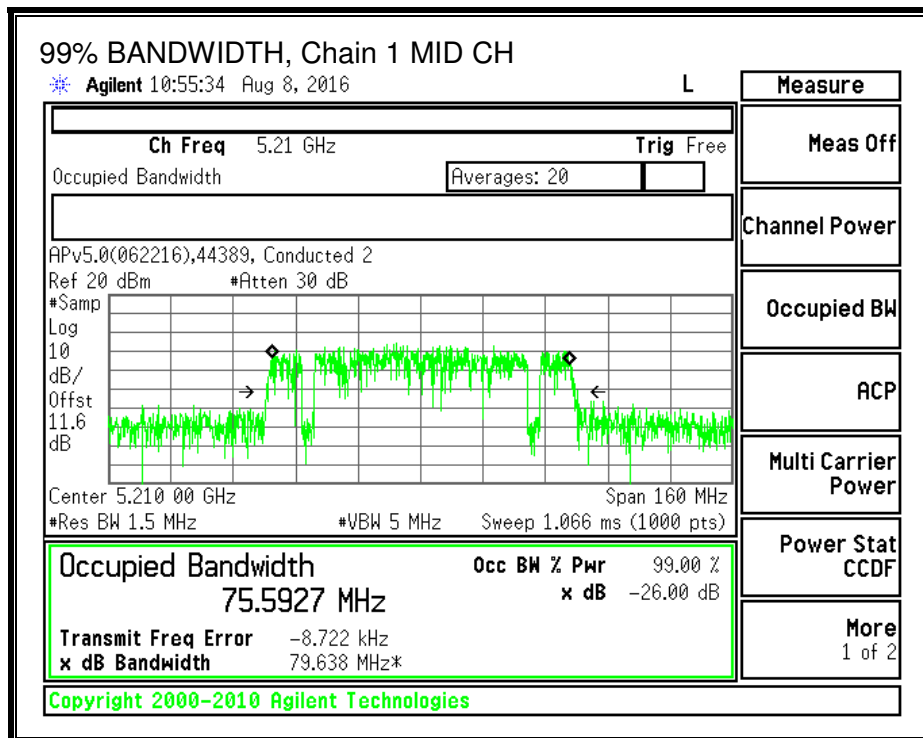 99% BANDWIDTH, Chain 1 MID CH
Agilent 10:55:34 Aug 8, 2016 L
Measure
Ch Freq 5.21 GHz Trig Free
Meas Off
Occupied Bandwidth Averages: 20
Channel Power
APv5.0(062216),44389, Conducted 2
Ref 20 dBm #Atten 30 dB
#Samp
Log
10
dB/
Offst
11.6
dB
Occupied BW
ACP
Multi Carrier
Power
Center 5.210 00 GHz Span 160 MHz
#Res BW 1.5 MHz #VBW 5 MHz Sweep 1.066 ms (1000 pts)
Power Stat
CCDF
Occupied Bandwidth Occ BW % Pwr 99.00 %
75.5927 MHz x dB -26.00 dB
Transmit Freq Error -8.722 kHz
x dB Bandwidth 79.638 MHz*
More
1 of 2
Copyright 2000-2010 Agilent Technologies